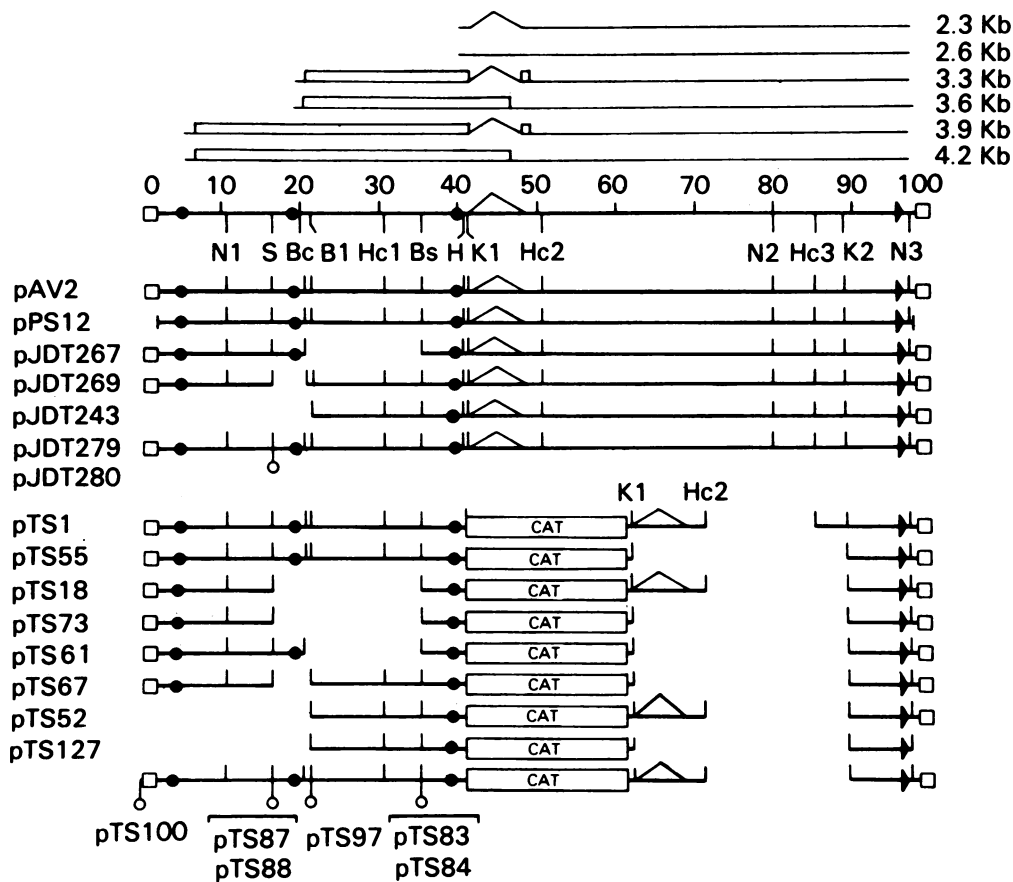 2.3 Kb
2.6 Kb
3.3 Kb
3.6 Kb
3.9 Kb
4.2 Kb
0 10 20 30 40 50 60 70 80 90 100
N1 S Bc B1 Hc1 Bs H K1 Hc2 N2 Hc3 K2 N3
pAV2
pPS12
pJDT267
pJDT269
pJDT243
pJDT279
pJDT280
K1 Hc2
pTS1 CAT
pTS55 CAT
pTS18 CAT
pTS73 CAT
pTS61 CAT
pTS67 CAT
pTS52 CAT
pTS127 CAT
CAT
pTS100 pTS87 pTS97 pTS83
pTS88 pTS84